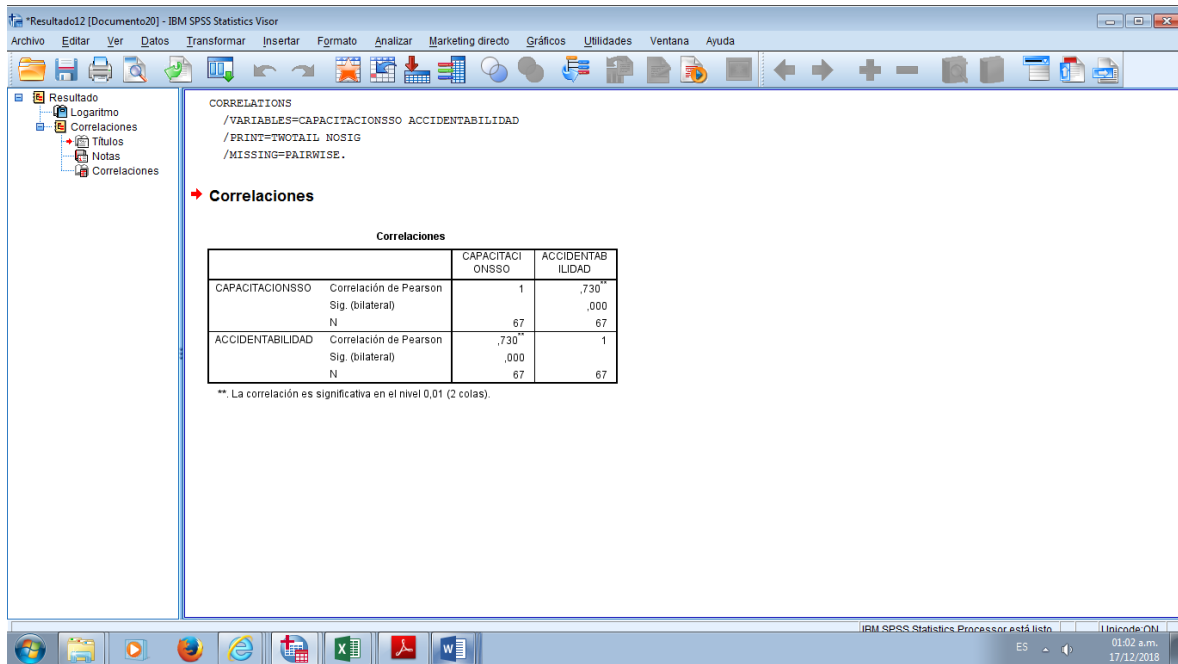 *Resultado12 [Documento20] - IBM SPSS Statistics Visor
Archivo Editar Ver Datos Transformar Insertar Formato Analizar Marketing directo Gráficos Utilidades Ventana Ayuda
Resultado
Logaritmo
Correlaciones
Títulos
Notas
Correlaciones
CORRELATIONS
/VARIABLES=CAPACITACIONSSO ACCIDENTABILIDAD
/PRINT=TWOTAIL NOSIG
/MISSING=PAIRWISE.
Correlaciones
Correlaciones
CAPACITACI ACCIDENTAB
ONSSO ILIDAD
CAPACITACIONSSO Correlación de Pearson 1 ,730**
Sig. (bilateral) ,000
N 67 67
ACCIDENTABILIDAD Correlación de Pearson ,730** 1
Sig. (bilateral) ,000
N 67 67
**. La correlación es significativa en el nivel 0,01 (2 colas).
IBM SPSS Statistics Processor está listo Unicode:ON
ES 01:02 a.m.
17/12/2018